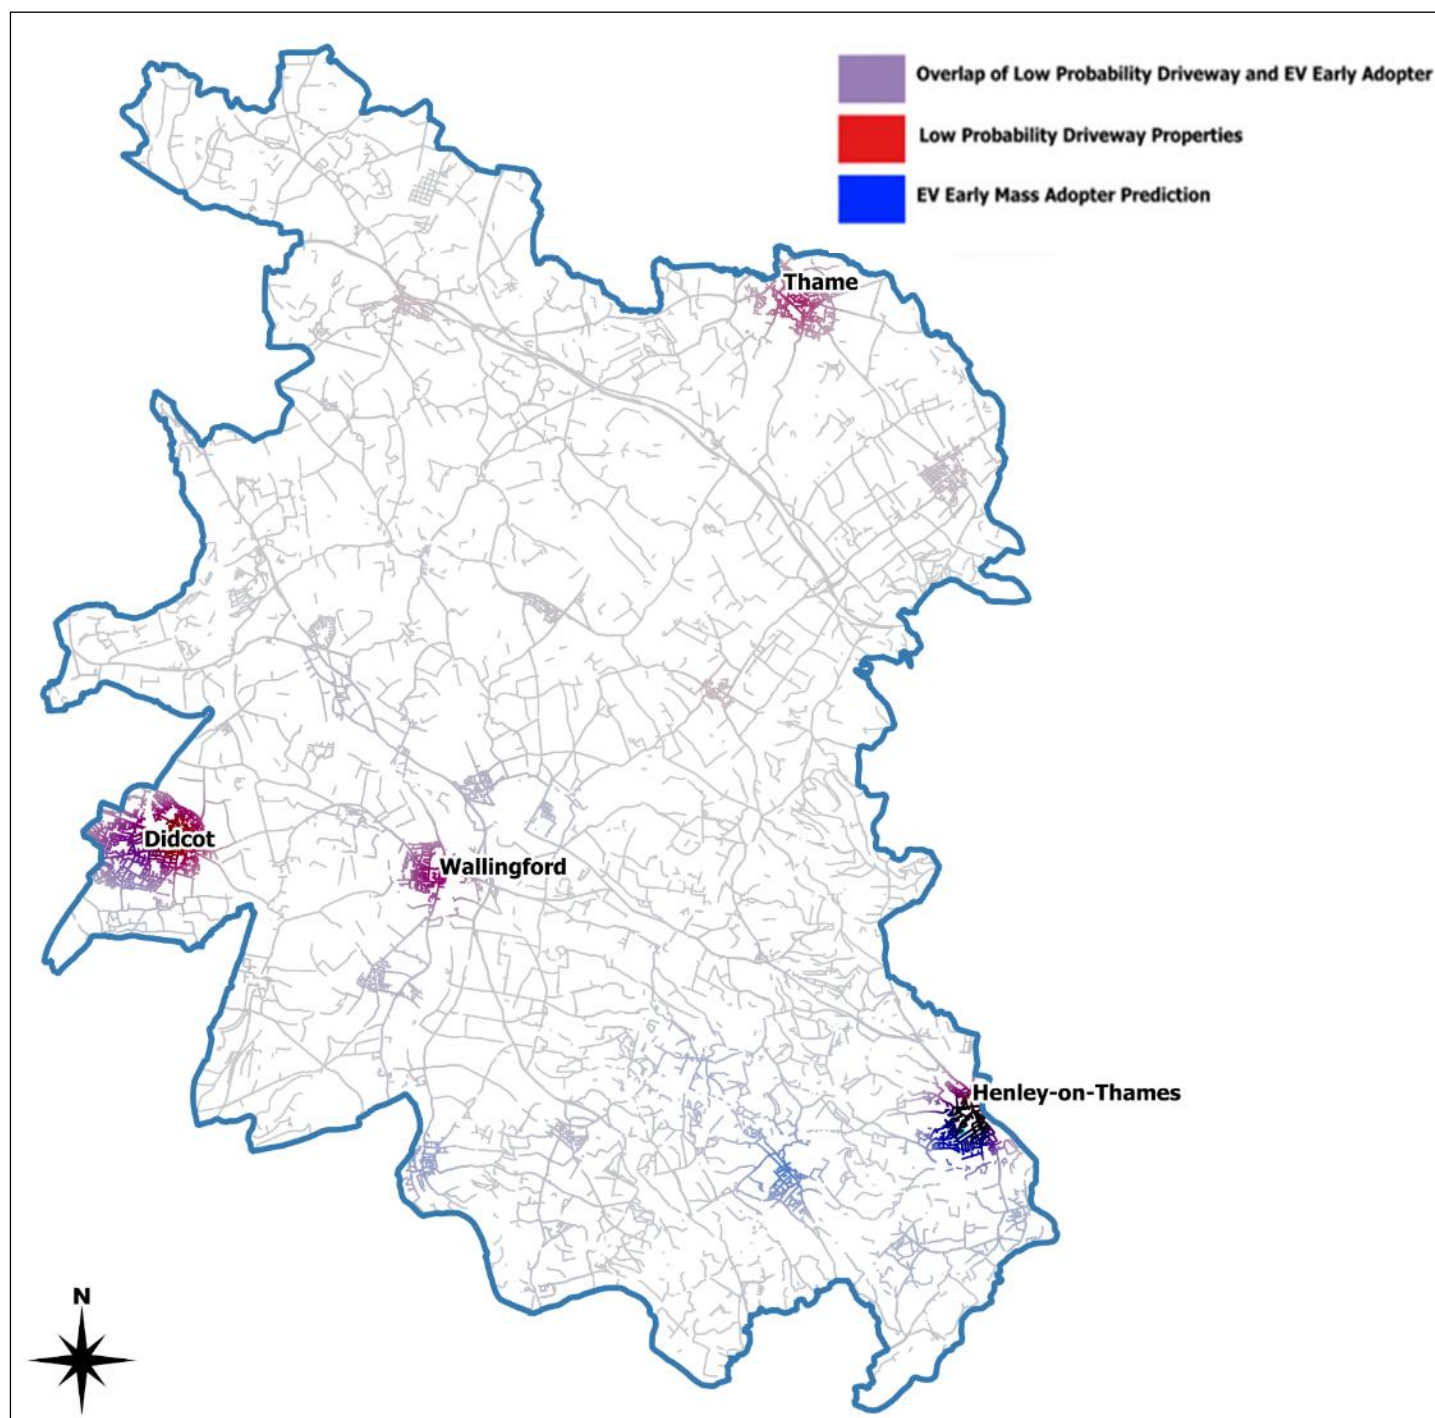 Overlap of Low Probability Driveway and EV Early Adopter
Low Probability Driveway Properties
EV Early Mass Adopter Prediction
Thame
Didcot
Wallingford
Henley-on-Thames
N